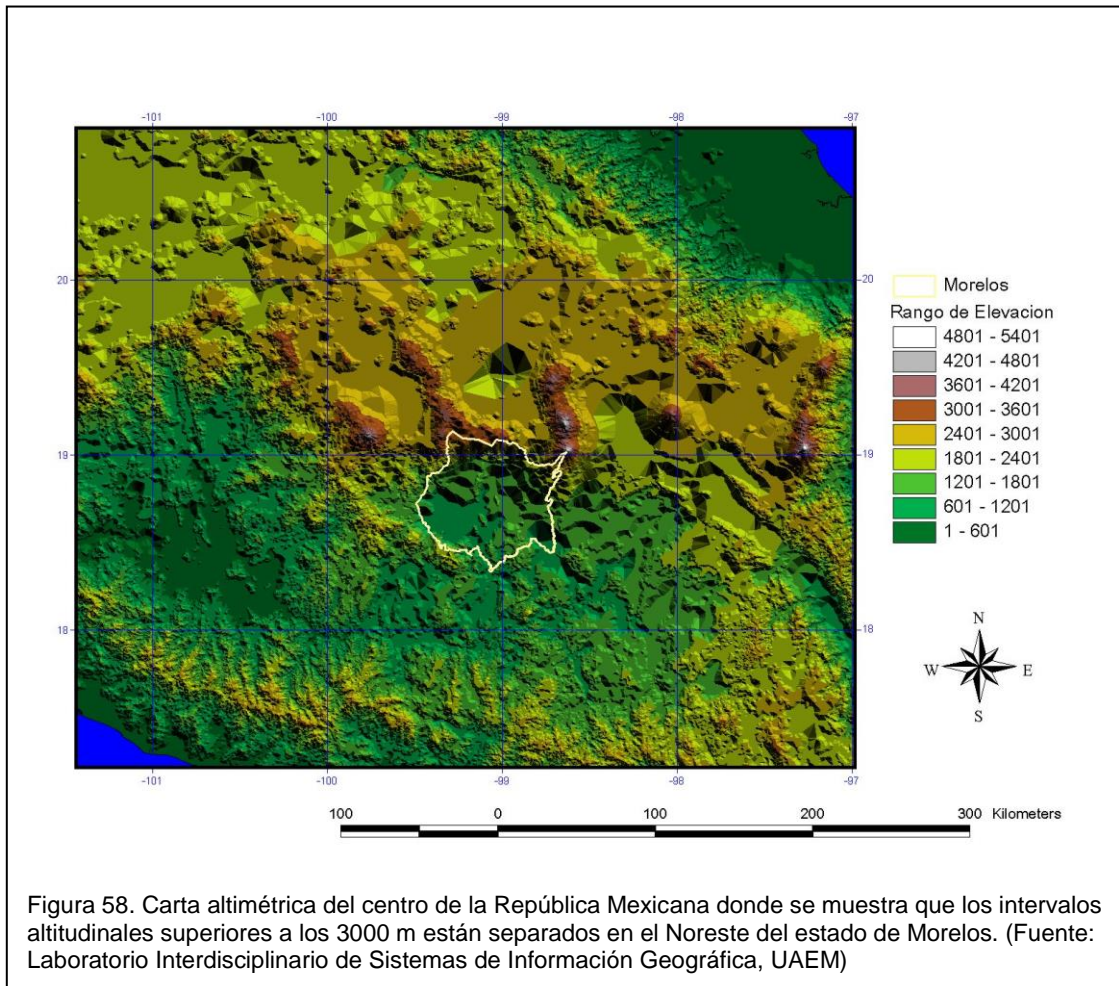 -101 -100 -99 -98 -97
20 20
19 19
18 18
-101 -100 -99 -98 -97
Morelos
Rango de Elevacion
4801 - 5401
4201 - 4801
3601 - 4201
3001 - 3601
2401 - 3001
1801 - 2401
1201 - 1801
601 - 1201
1 - 601
N
W E
S
100 0 100 200 300 Kilometers
Figura 58. Carta altimétrica del centro de la República Mexicana donde se muestra que los intervalos
altitudinales superiores a los 3000 m están separados en el Noreste del estado de Morelos. (Fuente:
Laboratorio Interdisciplinario de Sistemas de Información Geográfica, UAEM)